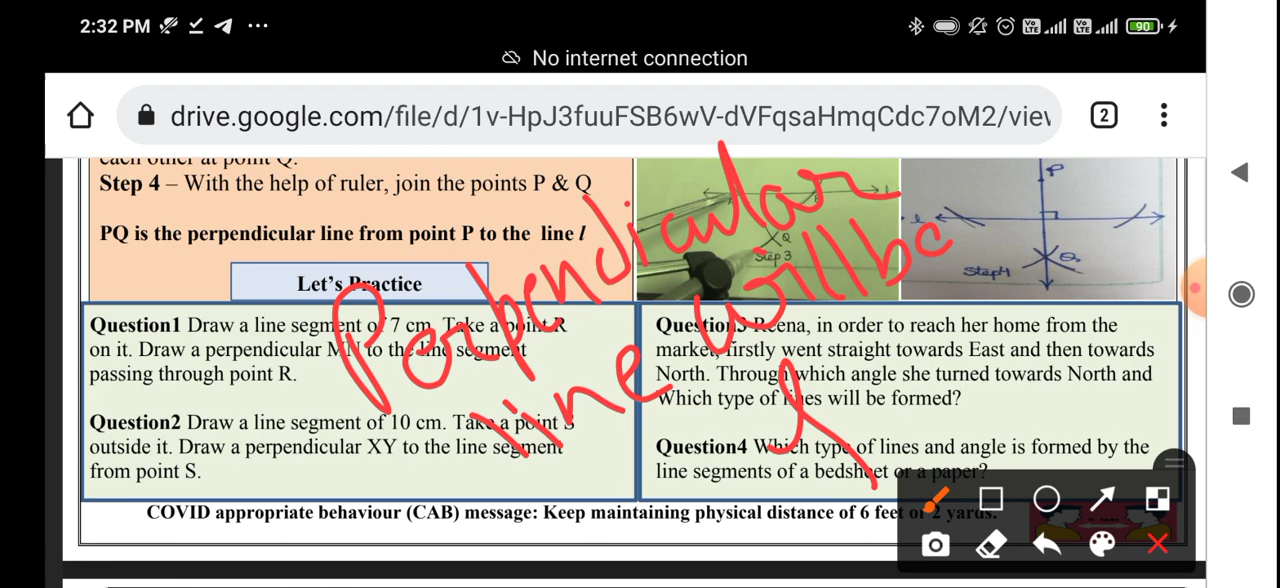 2:32 PM
90
No internet connection
drive.google.com/file/d/1v-HpJ3fuuFSB6wV-dVFqsaHmqCdc7oM2/view
2
each other at point Q.
Step 4 – With the help of ruler, join the points P & Q
PQ is the perpendicular line from point P to the line l
Let's Practice
Q
Step 3
P
l
Q
Step4
Question1 Draw a line segment of 7 cm. Take a point R
on it. Draw a perpendicular MN to the line segment
passing through point R.
Question2 Draw a line segment of 10 cm. Take a point S
outside it. Draw a perpendicular XY to the line segment
from point S.
Question3 Reena, in order to reach her home from the
market, firstly went straight towards East and then towards
North. Through which angle she turned towards North and
Which type of lines will be formed?
Question4 Which type of lines and angle is formed by the
line segments of a bedsheet or a paper?
COVID appropriate behaviour (CAB) message: Keep maintaining physical distance of 6 feet or 2 yards.
Perpendicular
line will be